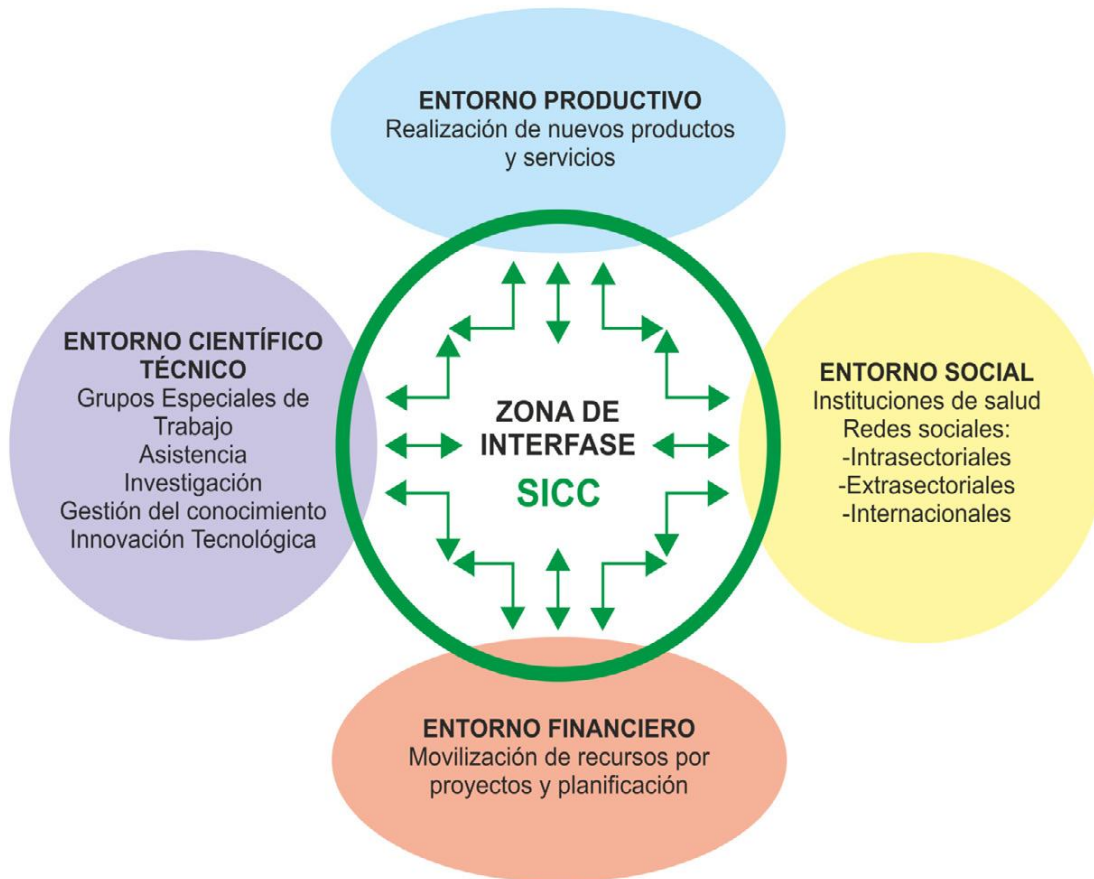 ENTORNO PRODUCTIVO
Realización de nuevos productos
y servicios
ENTORNO CIENTÍFICO
TÉCNICO
Grupos Especiales de
Trabajo
Asistencia
Investigación
Gestión del conocimiento
Innovación Tecnológica
ZONA DE
INTERFASE
SICC
ENTORNO SOCIAL
Instituciones de salud
Redes sociales:
-Intrasectoriales
-Extrasectoriales
-Internacionales
ENTORNO FINANCIERO
Movilización de recursos por
proyectos y planificación